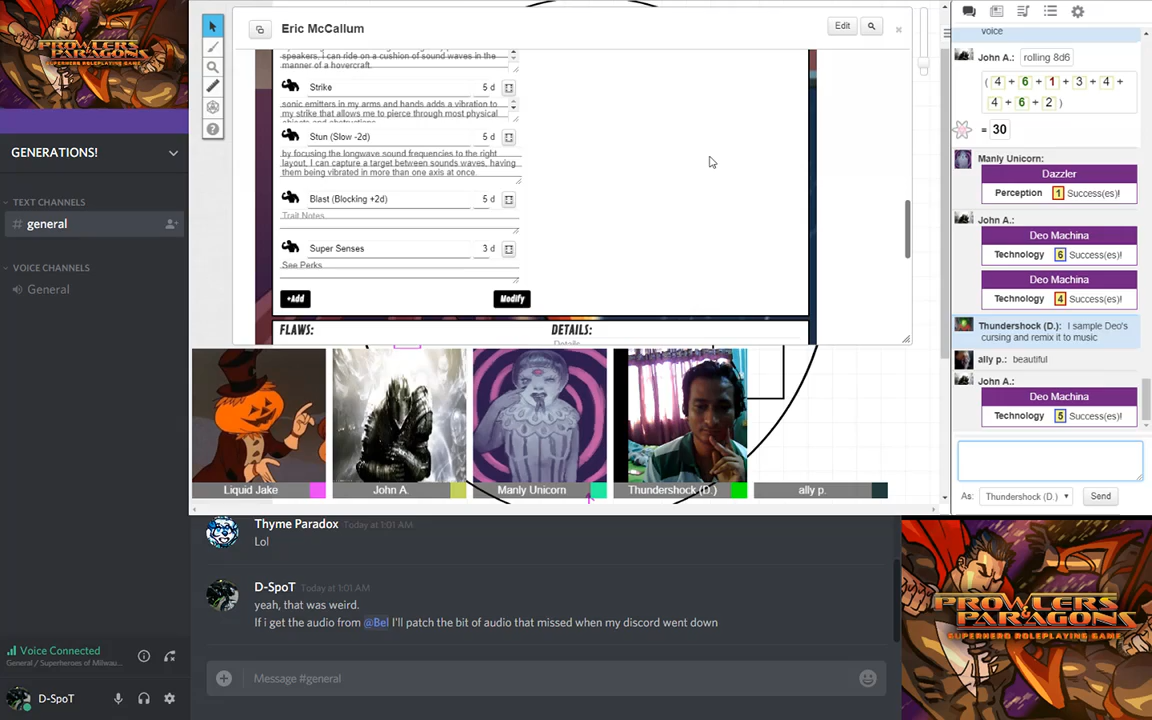 PROWLERS
& PARAGONS
SUPERHERO ROLEPLAYING GAME
GENERATIONS!
TEXT CHANNELS
# general
VOICE CHANNELS
General
Voice Connected
General / Superheroes of Milwau...
D-SpoT
Eric McCallum
Edit
speakers, I can ride on a cushion of sound waves in the
manner of a hovercraft.
Strike 5 d
sonic emitters in my arms and hands adds a vibration to
my strike that allows me to pierce through most physical
objects and obstructions
Stun (Slow -2d) 5 d
by focusing the longwave sound frequencies to the right
layout, I can capture a target between sounds waves, having
them being vibrated in more than one axis at once.
Blast (Blocking +2d) 5 d
Trait Notes
Super Senses 3 d
See Perks
+Add
Modify
FLAWS:
DETAILS:
Details
Liquid Jake
John A.
Manly Unicorn
Thundershock (D.)
ally p.
voice
John A.: rolling 8d6
( 4 + 6 + 1 + 3 + 4 +
4 + 6 + 2 )
= 30
Manly Unicorn:
Dazzler
Perception 1 Success(es)!
John A.:
Deo Machina
Technology 6 Success(es)!
Deo Machina
Technology 4 Success(es)!
Thundershock (D.): I sample Deo's
cursing and remix it to music
ally p.: beautiful
John A.:
Deo Machina
Technology 5 Success(es)!
As: Thundershock (D.)
Send
Thyme Paradox Today at 1:01 AM
Lol
D-SpoT Today at 1:01 AM
yeah, that was weird.
If i get the audio from @Bel I'll patch the bit of audio that missed when my discord went down
Message #general
PROWLERS
& PARAGONS
SUPERHERO ROLEPLAYING GAME